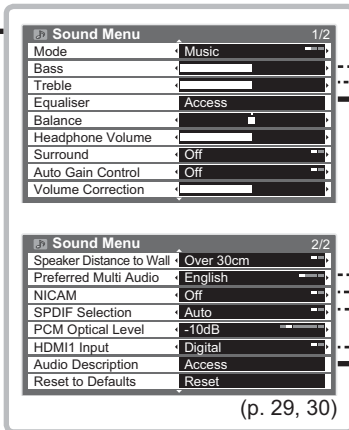 Sound Menu 1/2
Mode Music
Bass
Treble
Equaliser Access
Balance
Headphone Volume
Surround Off
Auto Gain Control Off
Volume Correction
Sound Menu 2/2
Speaker Distance to Wall Over 30cm
Preferred Multi Audio English
NICAM Off
SPDIF Selection Auto
PCM Optical Level -10dB
HDMI1 Input Digital
Audio Description Access
Reset to Defaults Reset
(p. 29, 30)